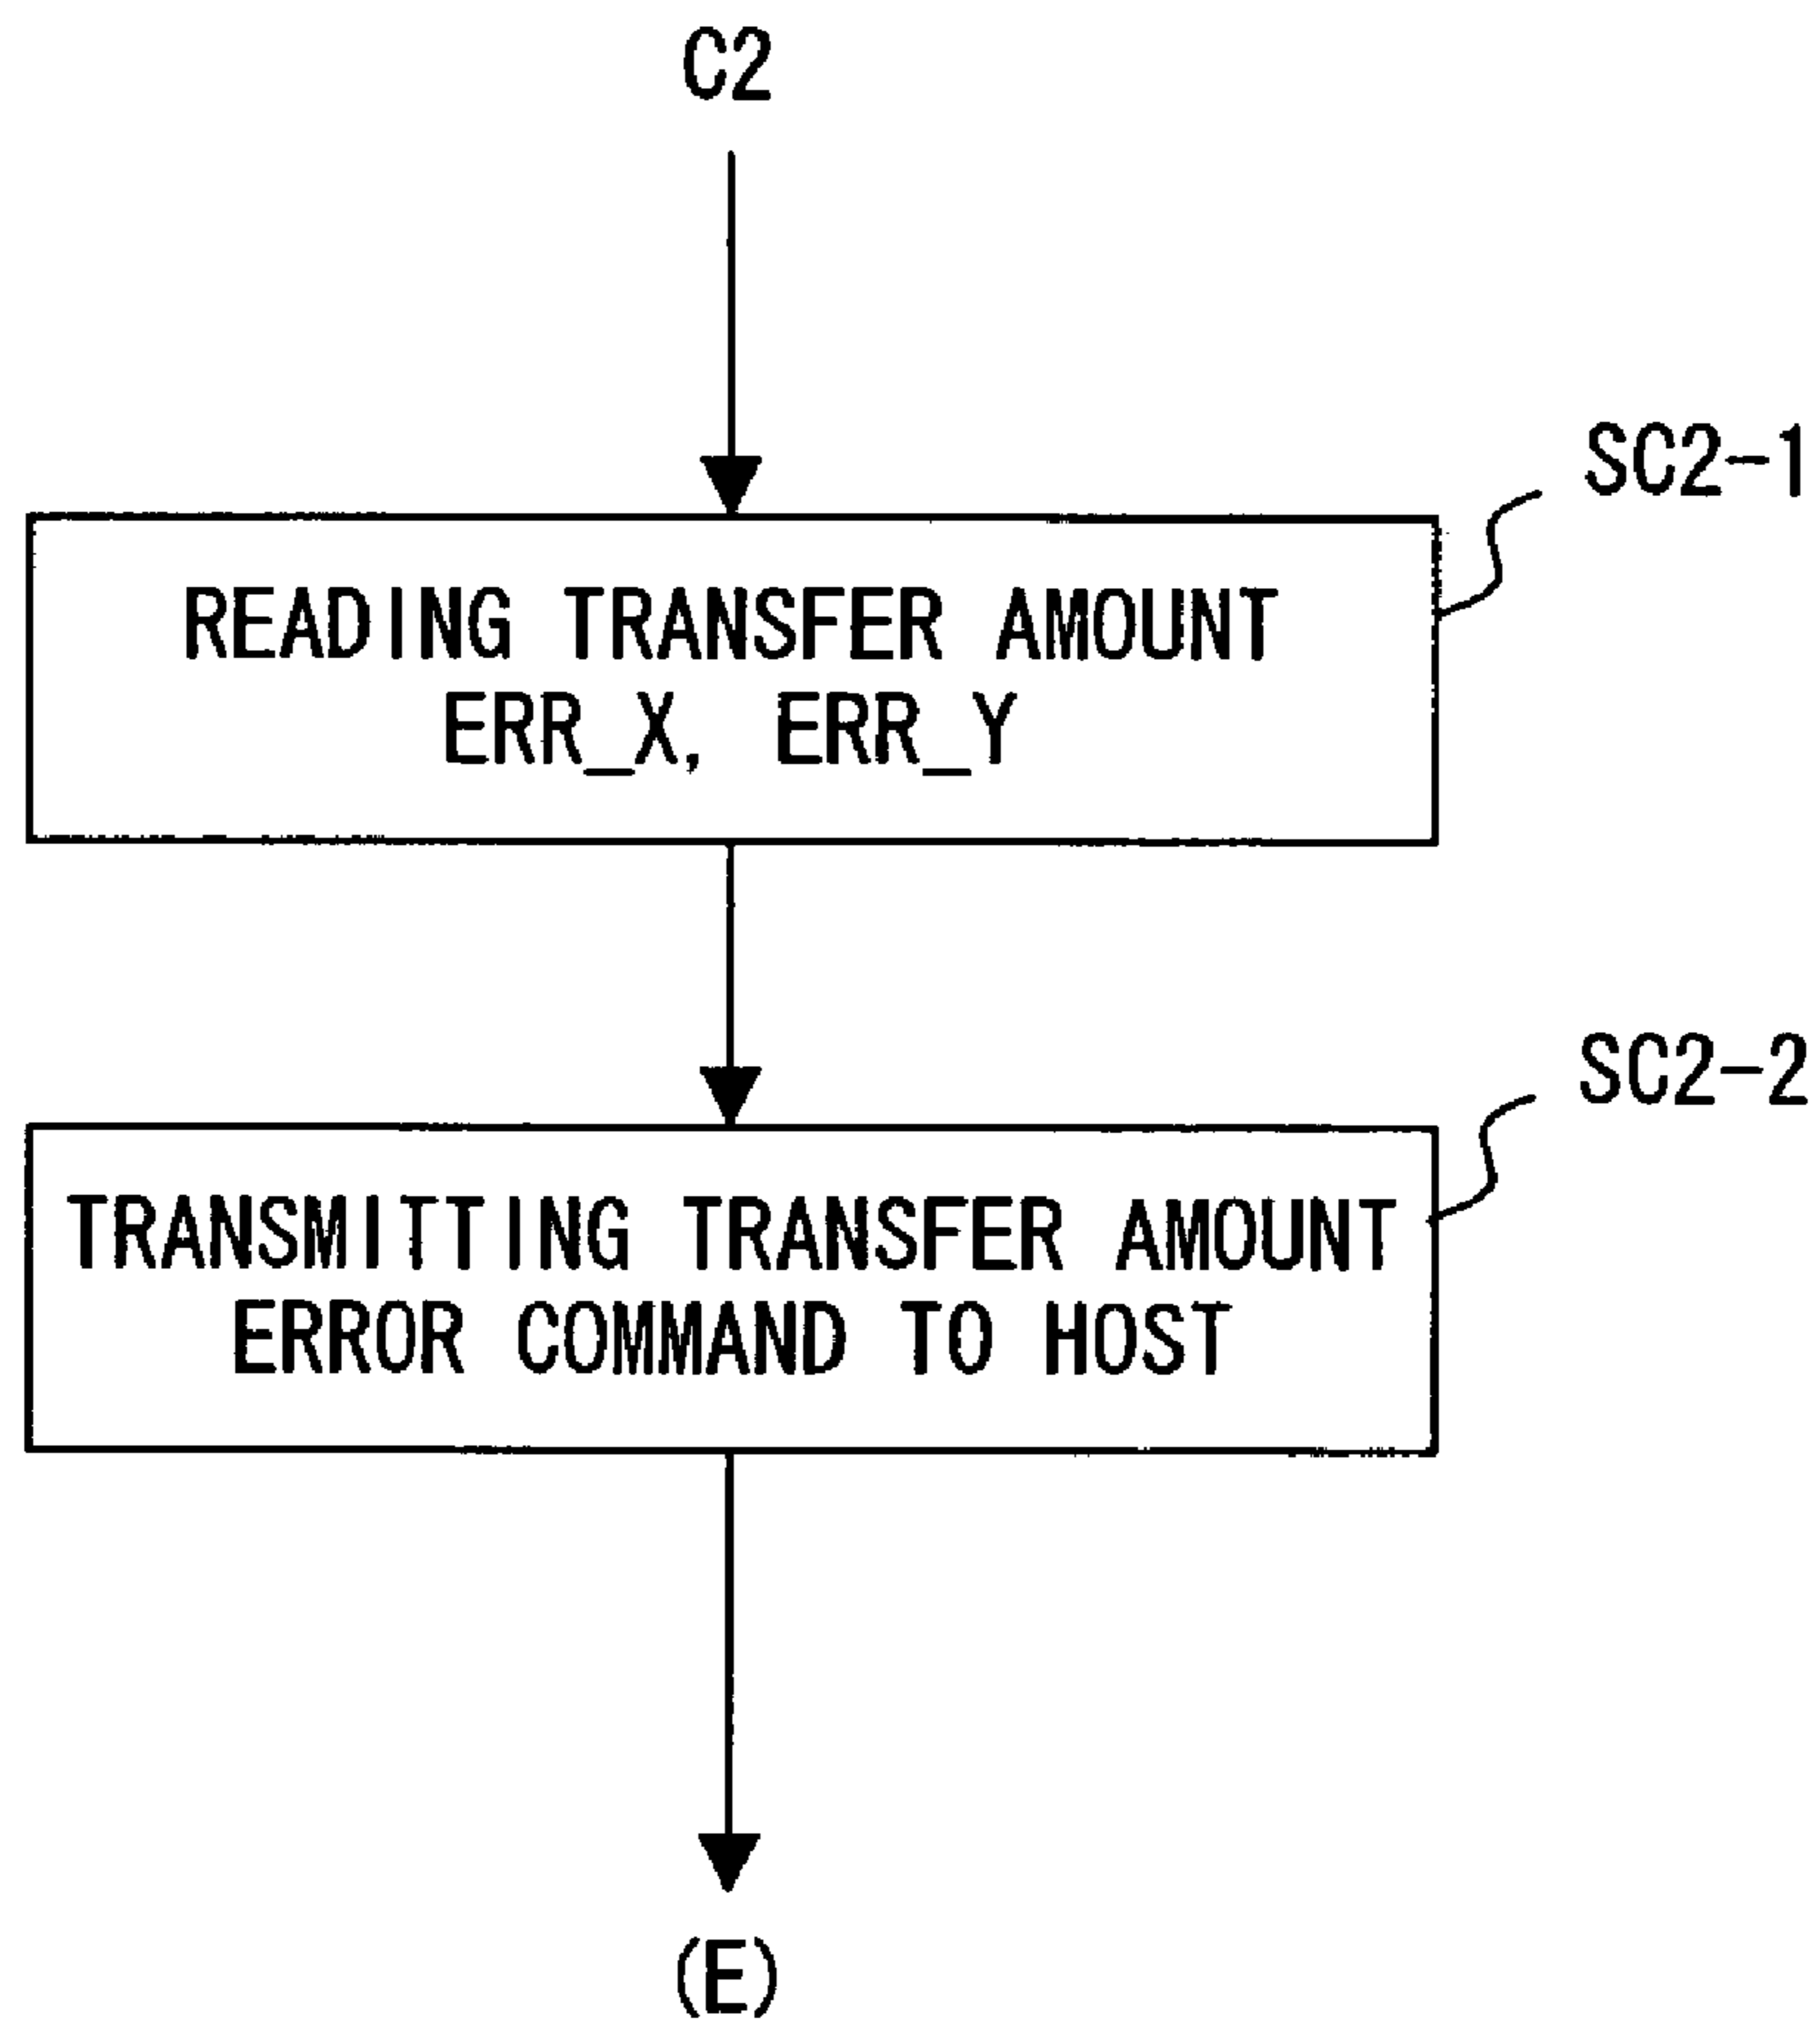 C2
SC2-1
READING TRANSFER AMOUNT
ERR_X, ERR_Y
SC2-2
TRANSMITTING TRANSFER AMOUNT
ERROR COMMAND TO HOST
(E)